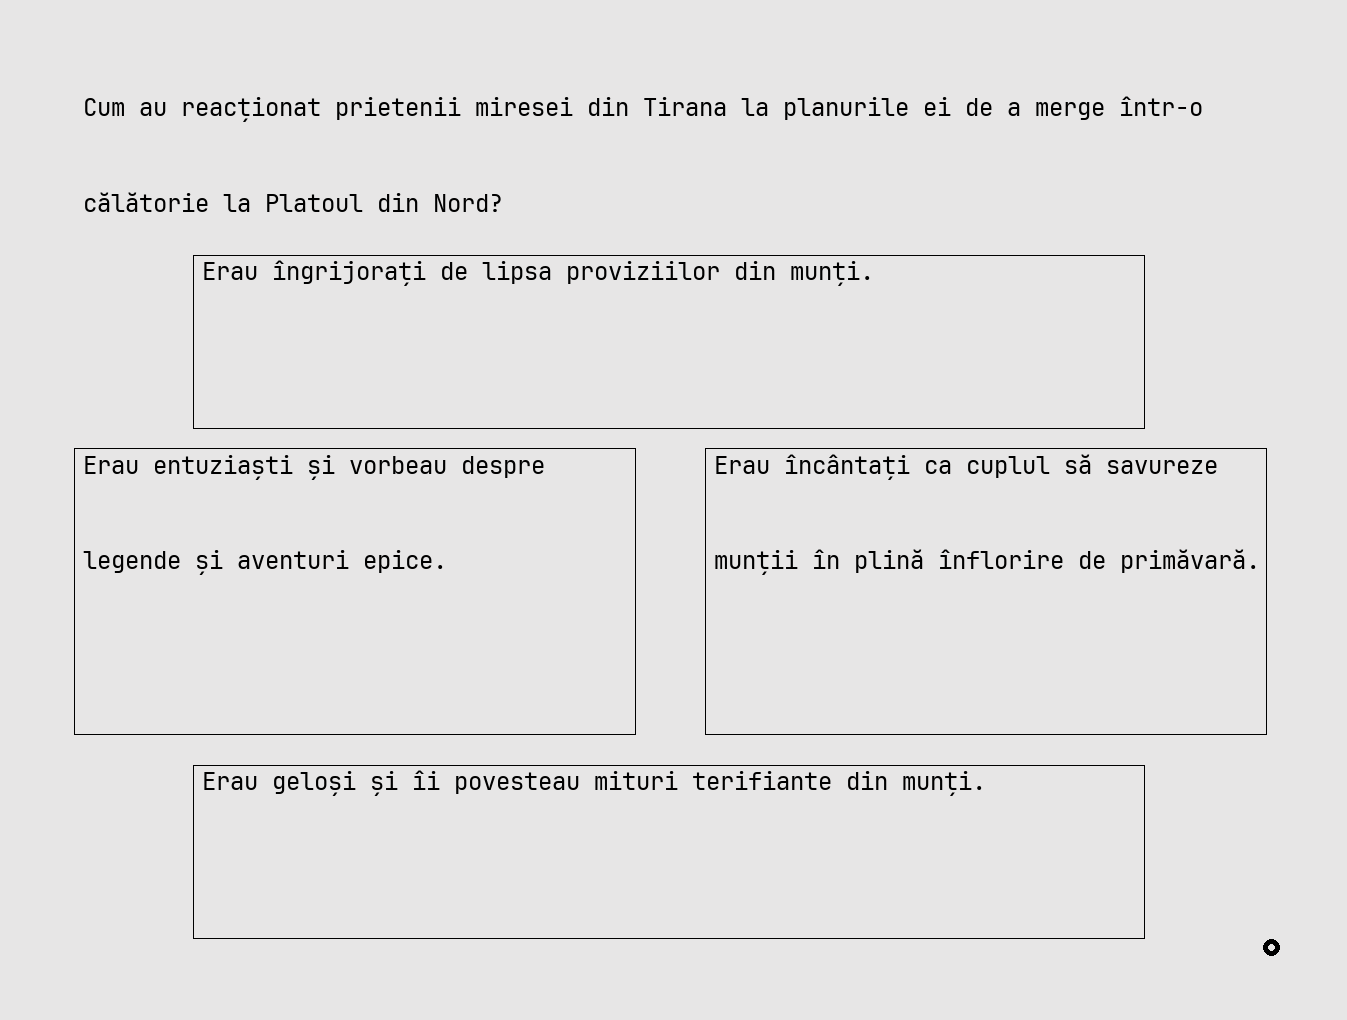 Cum au reacționat prietenii miresei din Tirana la planurile ei de a merge într-o
călătorie la Platoul din Nord?
Erau îngrijorați de lipsa proviziilor din munți.
Erau entuziaști și vorbeau despre
legende și aventuri epice.
Erau încântați ca cuplul să savureze
munții în plină înflorire de primăvară.
Erau geloși și îi povesteau mituri terifiante din munți.